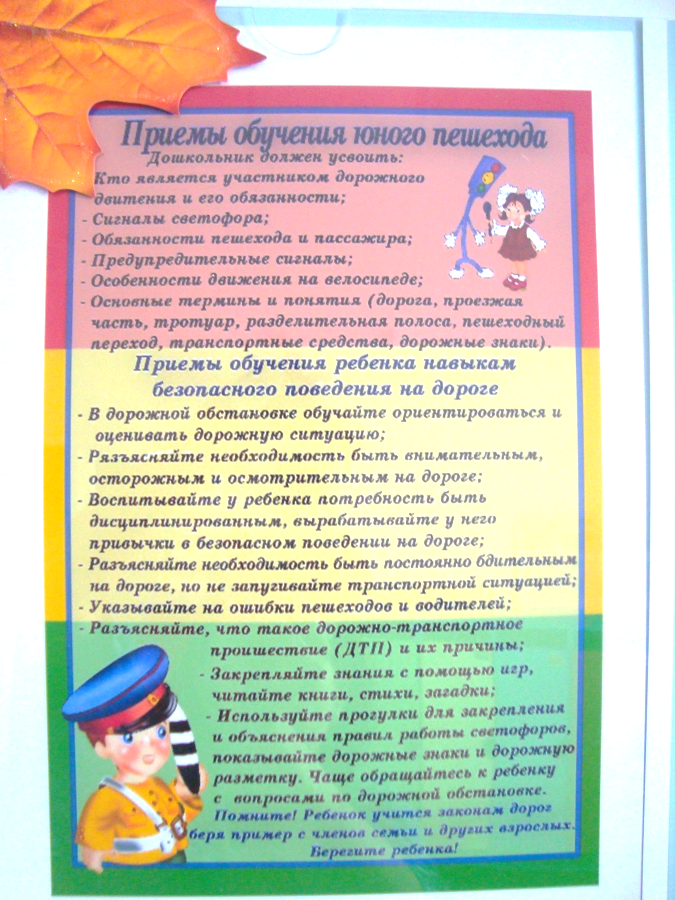 Приемы обучения юного пешехода
Дошкольник должен усвоить:
Кто является участником дорожного
двитения и его обязанности;
- Сигналы светофора;
- Обязанности пешехода и пассажира;
- Предупредительные сигналы;
- Особенности движения на велосипеде;
- Основные термины и понятия (дорога, проезжая
часть, тротуар, разделительная полоса, пешеходный
переход, транспортные средства, дорожные знаки).
Приемы обучения ребенка навыкам
безопасного поведения на дороге
- В дорожной обстановке обучайте ориентироваться и
оценивать дорожную ситуацию;
- Рязъясняйте необходимость быть внимательным,
осторожным и осмотрительным на дороге;
- Воспитывайте у ребенка потребность быть
дисциплинированным, вырабатывайте у него
привычки в безопасном поведении на дороге;
- Разъясняйте необходимость быть постоянно бдительным
на дороге, но не запугивайте транспортной ситуацией;
- Указывайте на ошибки пешеходов и водителей;
- Разъясняйте, что такое дорожно-транспортное
проишествие (ДТП) и их причины;
- Закрепляйте знания с помощью игр,
читайте книги, стихи, загадки;
- Используйте прогулки для закрепления
и объяснения правил работы светофоров,
показывайте дорожные знаки и дорожную
разметку. Чаще обращайтесь к ребенку
с вопросами по дорожной обстановке.
Помните! Ребенок учится законам дорог
беря пример с членов семьи и других взрослых.
Берегите ребенка!